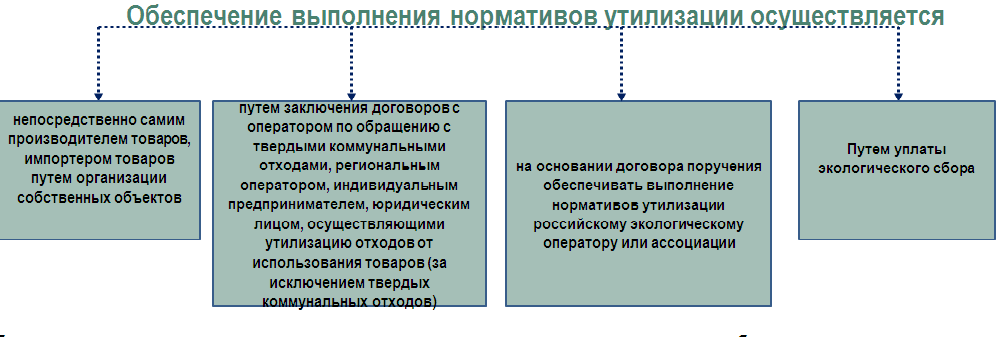 Обеспечение выполнения нормативов утилизации осуществляется
непосредственно самим
производителем товаров,
импортером товаров
путем организации
собственных объектов
путем заключения договоров с
оператором по обращению с
твердыми коммунальными
отходами, региональным
оператором, индивидуальным
предпринимателем, юридическим
лицом, осуществляющими
утилизацию отходов от
использования товаров (за
исключением твердых
коммунальных отходов)
на основании договора поручения
обеспечивать выполнение
нормативов утилизации
российскому экологическому
оператору или ассоциации
Путем уплаты
экологического сбора